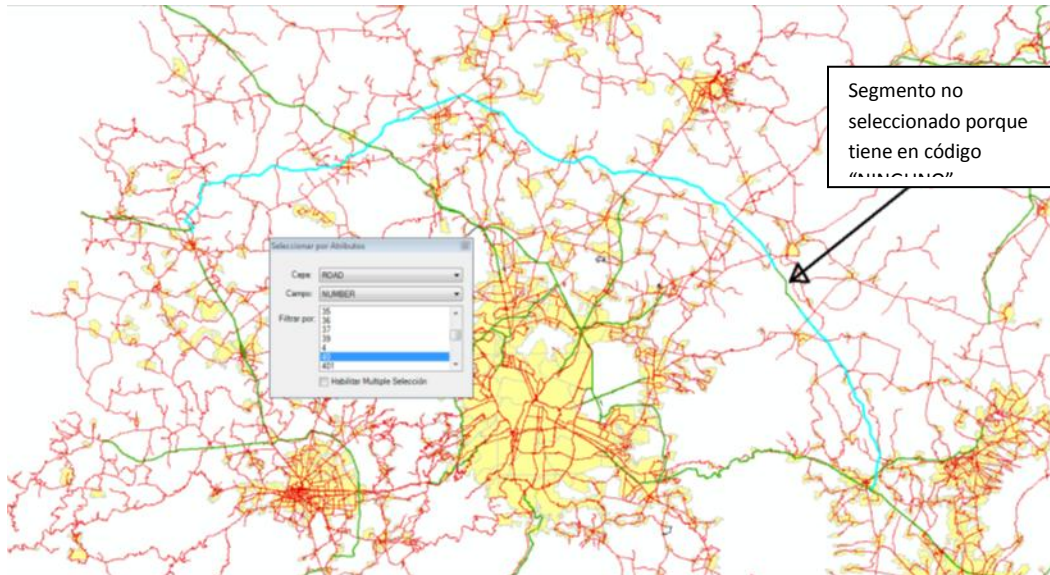 Segmento no
seleccionado porque
tiene en código
“NINGUNO”
Seleccionar por Atributos
Capa: ROAD
Campo: NUMBER
Filtrar por: 35
36
37
39
4
40
401
Habilitar Multiple Selección